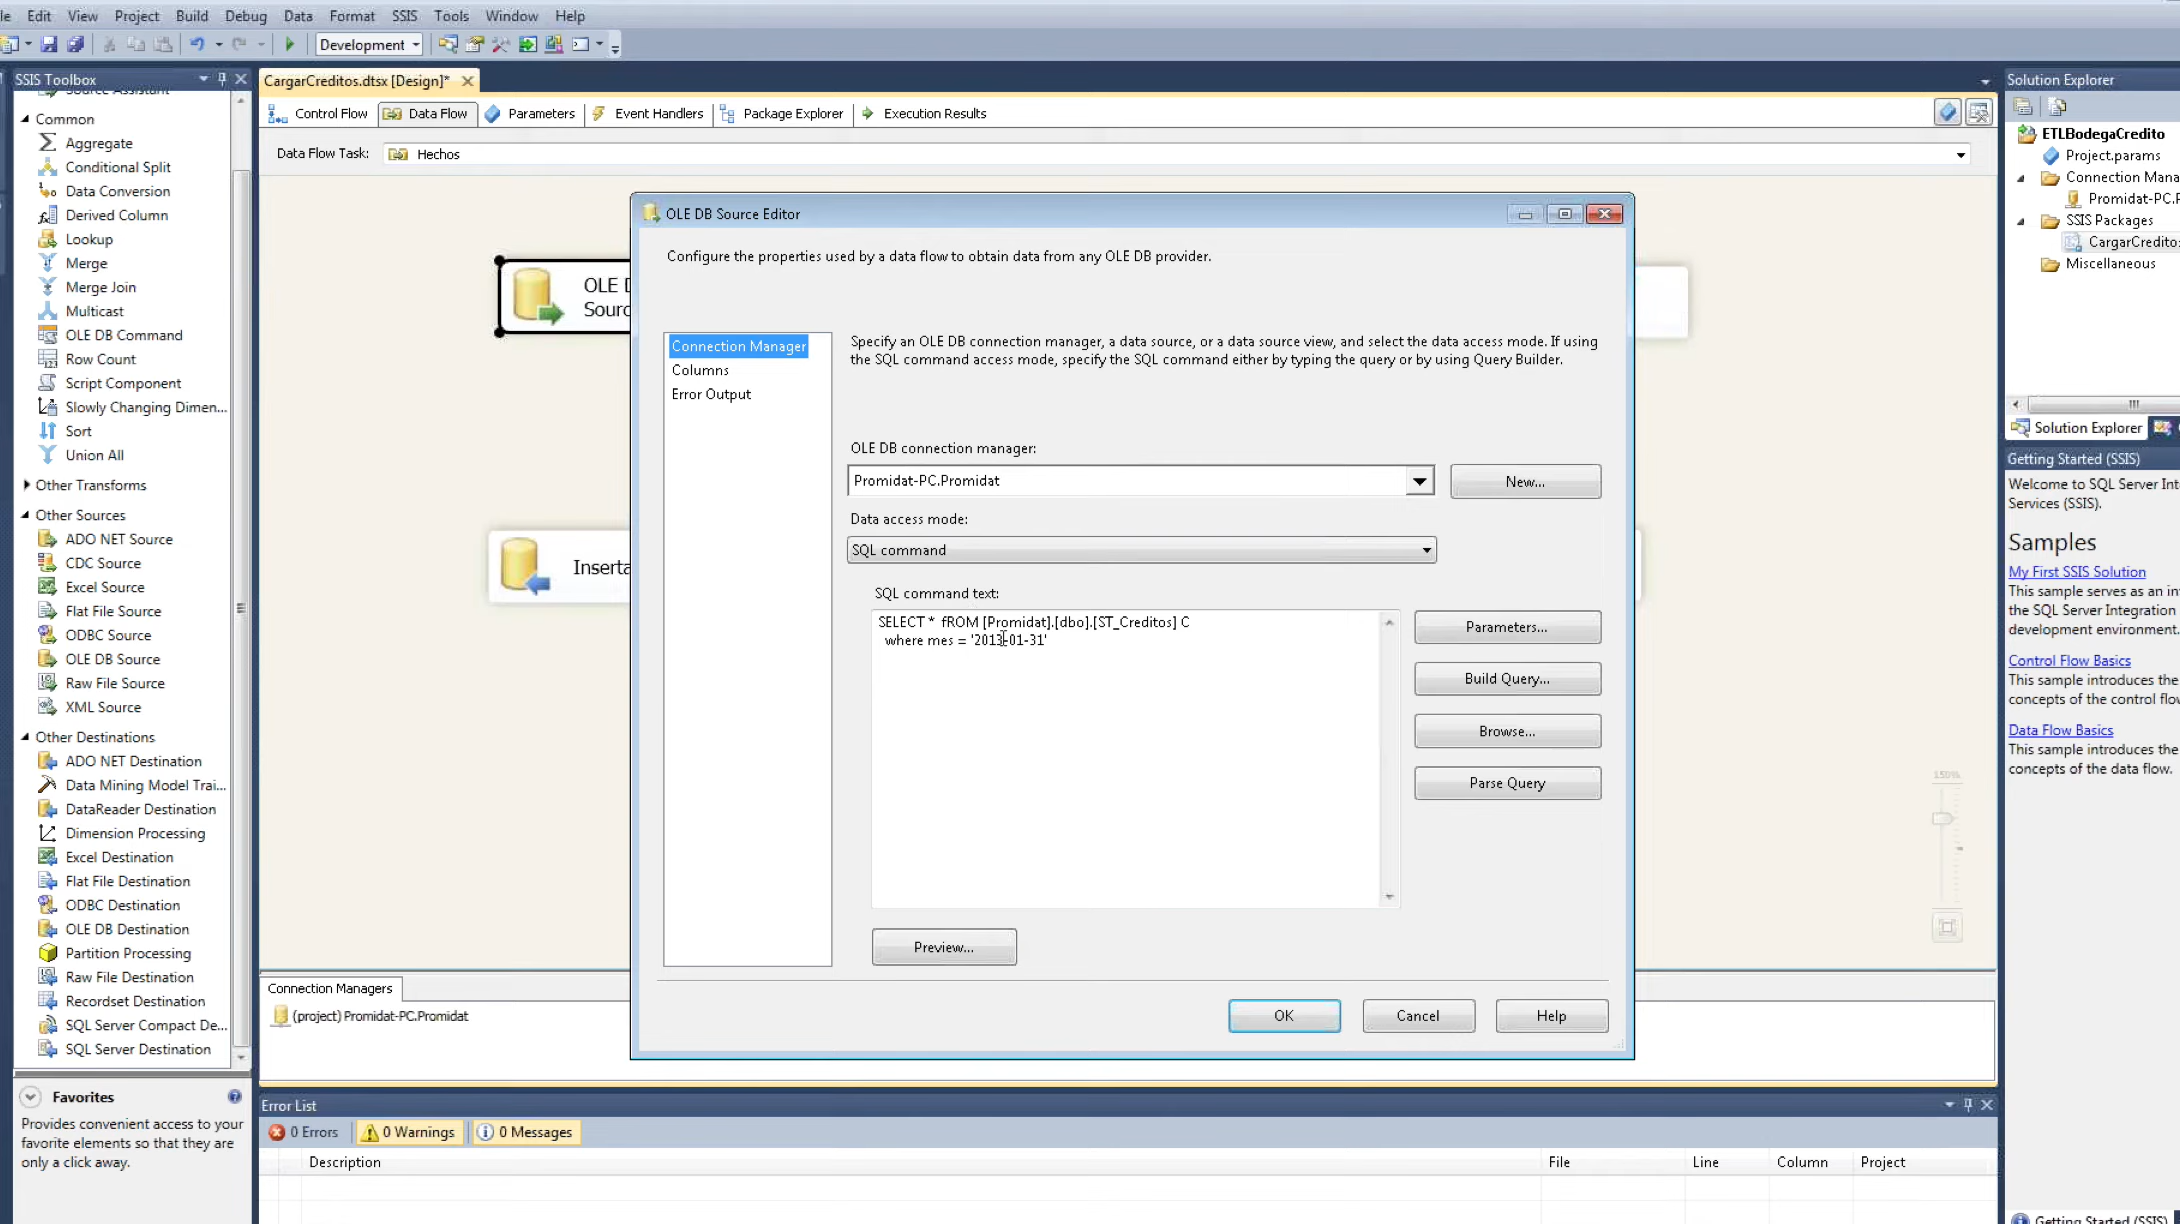 Edit View Project Build Debug Data Format SSIS Tools Window Help
Development
SSIS Toolbox
Source Assistant
Common
Aggregate
Conditional Split
Data Conversion
Derived Column
Lookup
Merge
Merge Join
Multicast
OLE DB Command
Row Count
Script Component
Slowly Changing Dimen...
Sort
Union All
Other Transforms
Other Sources
ADO NET Source
CDC Source
Excel Source
Flat File Source
ODBC Source
OLE DB Source
Raw File Source
XML Source
Other Destinations
ADO NET Destination
Data Mining Model Trai...
DataReader Destination
Dimension Processing
Excel Destination
Flat File Destination
ODBC Destination
OLE DB Destination
Partition Processing
Raw File Destination
Recordset Destination
SQL Server Compact De...
SQL Server Destination
Favorites
Provides convenient access to your
favorite elements so that they are
only a click away.
CargarCreditos.dtsx [Design]*
Control Flow Data Flow Parameters Event Handlers Package Explorer Execution Results
Data Flow Task: Hechos
OLE D
Sourc
Inserta
OLE DB Source Editor
Configure the properties used by a data flow to obtain data from any OLE DB provider.
Connection Manager
Columns
Error Output
Specify an OLE DB connection manager, a data source, or a data source view, and select the data access mode. If using
the SQL command access mode, specify the SQL command either by typing the query or by using Query Builder.
OLE DB connection manager:
Promidat-PC.Promidat
New...
Data access mode:
SQL command
SQL command text:
SELECT * fROM [Promidat].[dbo].[ST_Creditos] C
where mes = '2013-01-31'
Parameters...
Build Query...
Browse...
Parse Query
Preview...
OK
Cancel
Help
150%
Connection Managers
(project) Promidat-PC.Promidat
Error List
0 Errors
0 Warnings
0 Messages
Description File Line Column Project
Solution Explorer
ETLBodegaCredito
Project.params
Connection Mana
Promidat-PC.P
SSIS Packages
CargarCredito
Miscellaneous
Solution Explorer
Getting Started (SSIS)
Welcome to SQL Server Int
Services (SSIS).
Samples
My First SSIS Solution
This sample serves as an in
the SQL Server Integration
development environment.
Control Flow Basics
This sample introduces the
concepts of the control flo
Data Flow Basics
This sample introduces the
concepts of the data flow.
Getting Started (SSIS)